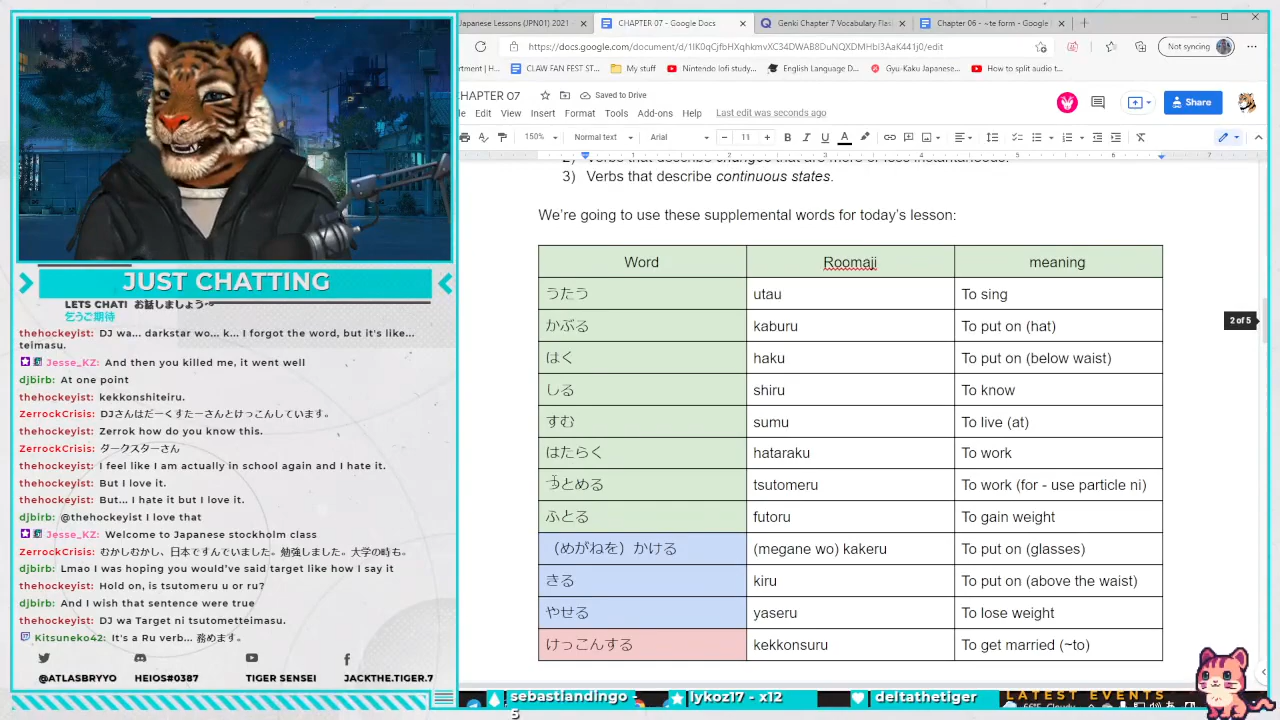 Japanese Lessons (JPN01) 2021
CHAPTER 07 - Google Docs
Genki Chapter 7 Vocabulary Flas
Chapter 06 - ~te form - Google
https://docs.google.com/document/d/
/edit
Not syncing
CLAW FAN FEST ST
My stuff
Nintendo lsfi study...
English Language D...
Gyu-Kaku Japanese...
How to split audio t...
HAPTER 07
Saved to Drive
Share
Edit View Insert Format Tools Add-ons Help Last edit was seconds ago
150% Normal text Arial 11 B I U A
3) Verbs that describe continuous states.
We're going to use these supplemental words for today's lesson:
Word Roomaji meaning
うたう utau To sing
かぶる kaburu To put on (hat)
はく haku To put on (below waist)
しる shiru To know
すむ sumu To live (at)
はたらく hataraku To work
つとめる tsutomeru To work (for - use particle ni)
ふとる futoru To gain weight
（めがねを）かける (megane wo) kakeru To put on (glasses)
きる kiru To put on (above the waist)
やせる yaseru To lose weight
けっこんする kekkonsuru To get married (~to)
2 of 5
JUST CHATTING
LETS CHAT! お話しましょう～
乞うご期待
thehockeyist: DJ wa... darkstar wo... k... I forgot the word, but it's like...
teimasu.
Jesse_KZ: And then you killed me, it went well
djbirb: At one point
thehockeyist: kekkonshiteiru.
ZerrockCrisis: DJさんはだーくすたーさんとけっこんしています。
thehockeyist: Zerrok how do you know this.
ZerrockCrisis: ダークスターさん
thehockeyist: I feel like I am actually in school again and I hate it.
thehockeyist: But I love it.
thehockeyist: But... I hate it but I love it.
djbirb: @thehockeyist I love that
Jesse_KZ: Welcome to Japanese stockholm class
ZerrockCrisis: むかしむかし、日本ですんでいました。勉強しました。大学の時も。
djbirb: Lmao I was hoping you would've said target like how I say it
thehockeyist: Hold on, is tsutomeru u or ru?
djbirb: And I wish that sentence were true
thehockeyist: DJ wa Target ni tsutometteimasu.
Kitsuneko42: It's a Ru verb... 務めます。
@ATLASBRYYO HEIOS#0387 TIGER SENSEI JACKTHE.TIGER.7
sebastiandingo -
5
lynx217 - x12
ariliathetiger